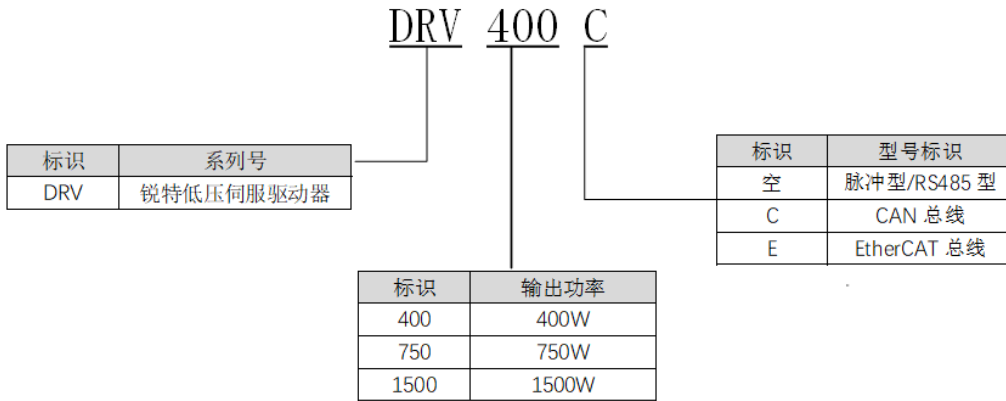 DRV 400 C
标识 系列号
DRV 锐特低压伺服驱动器
标识 型号标识
空 脉冲型/RS485 型
C CAN 总线
E EtherCAT 总线
标识 输出功率
400 400W
750 750W
1500 1500W